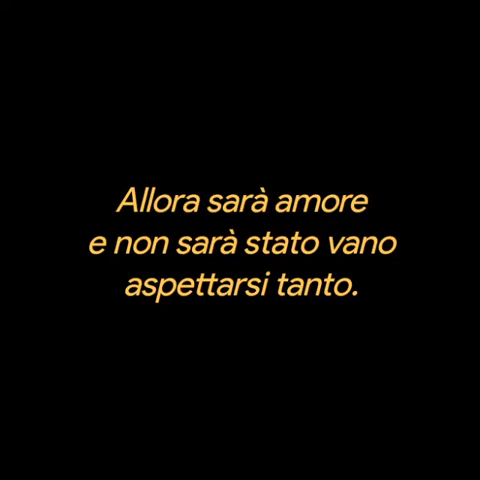 Allora sarà amore
e non sarà stato vano
aspettarsi tanto.